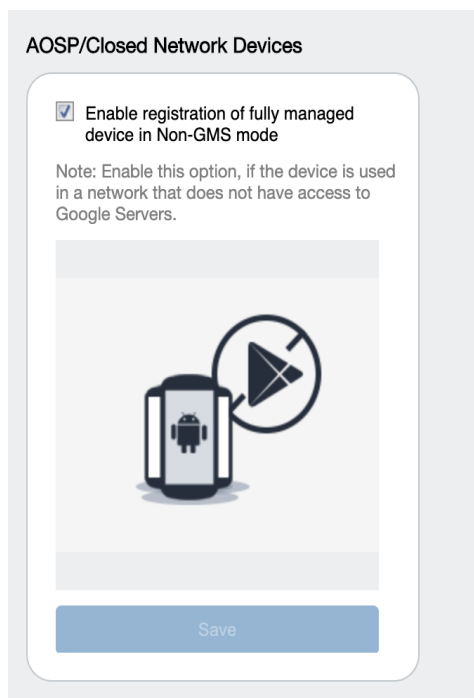 AOSP/Closed Network Devices
Enable registration of fully managed
device in Non-GMS mode
Note: Enable this option, if the device is used
in a network that does not have access to
Google Servers.
Save